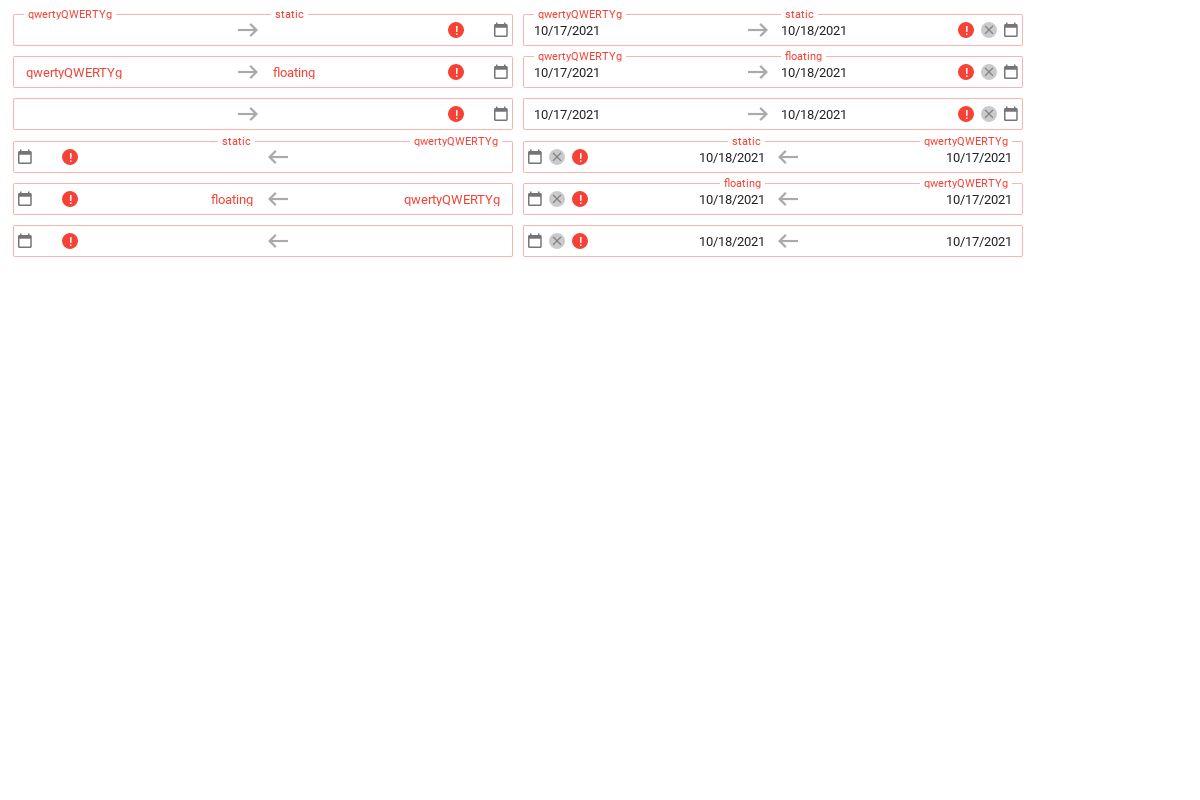 qwertyQWERTYg static qwertyQWERTYg static
10/17/2021 10/18/2021
qwertyQWERTYg floating
qwertyQWERTYg floating 10/17/2021 10/18/2021
10/17/2021 10/18/2021
static qwertyQWERTYg static qwertyQWERTYg
10/18/2021 10/17/2021
floating qwertyQWERTYg
floating qwertyQWERTYg 10/18/2021 10/17/2021
10/18/2021 10/17/2021